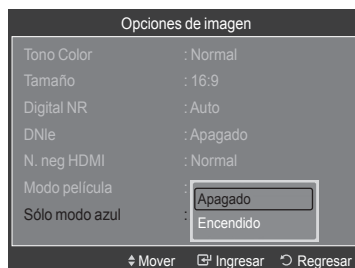 Opciones de imagen
Tono Color : Normal
Tamaño : 16:9
Digital NR : Auto
DNIe : Apagado
N. neg HDMI : Normal
Modo película :
Apagado
Sólo modo azul :
Encendido
Mover Ingresar Regresar